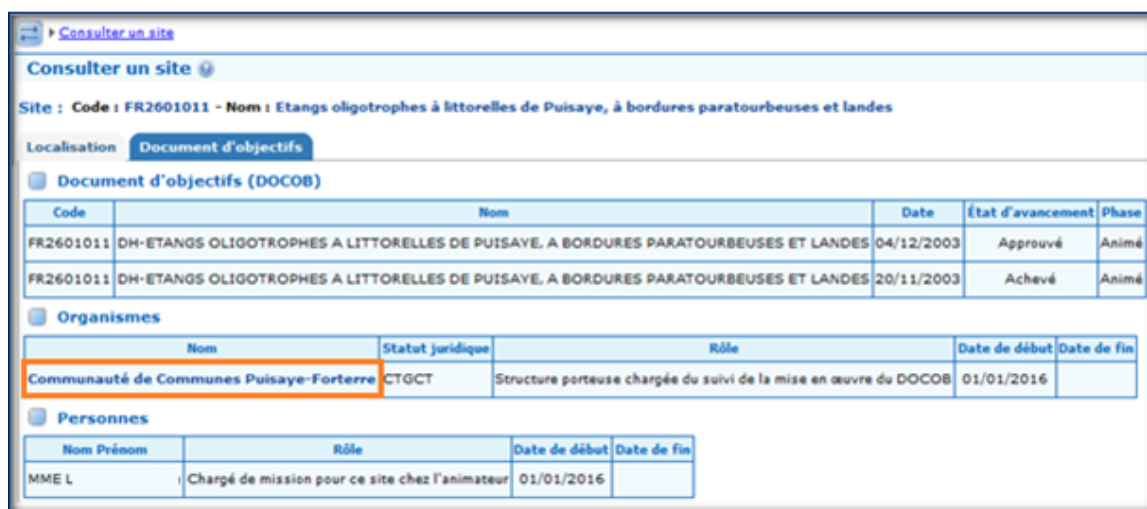 Consulter un site
Consulter un site
Site : Code : FR2601011 - Nom : Etangs oligotrophes à littorelles de Puisaye, à bordures paratourbeuses et landes
Localisation Document d'objectifs
Document d'objectifs (DOCOB)
Code Nom Date État d'avancement Phase
FR2601011 DH-ETANGS OLIGOTROPHES A LITTORELLES DE PUISAYE, A BORDURES PARATOURBEUSES ET LANDES 04/12/2003 Approuvé Animé
FR2601011 DH-ETANGS OLIGOTROPHES A LITTORELLES DE PUISAYE, A BORDURES PARATOURBEUSES ET LANDES 20/11/2003 Achevé Animé
Organismes
Nom Statut juridique Rôle Date de début Date de fin
Communauté de Communes Puisaye-Forterre CTGCT Structure porteuse chargée du suivi de la mise en œuvre du DOCOB 01/01/2016
Personnes
Nom Prénom Rôle Date de début Date de fin
MME L Chargé de mission pour ce site chez l'animateur 01/01/2016